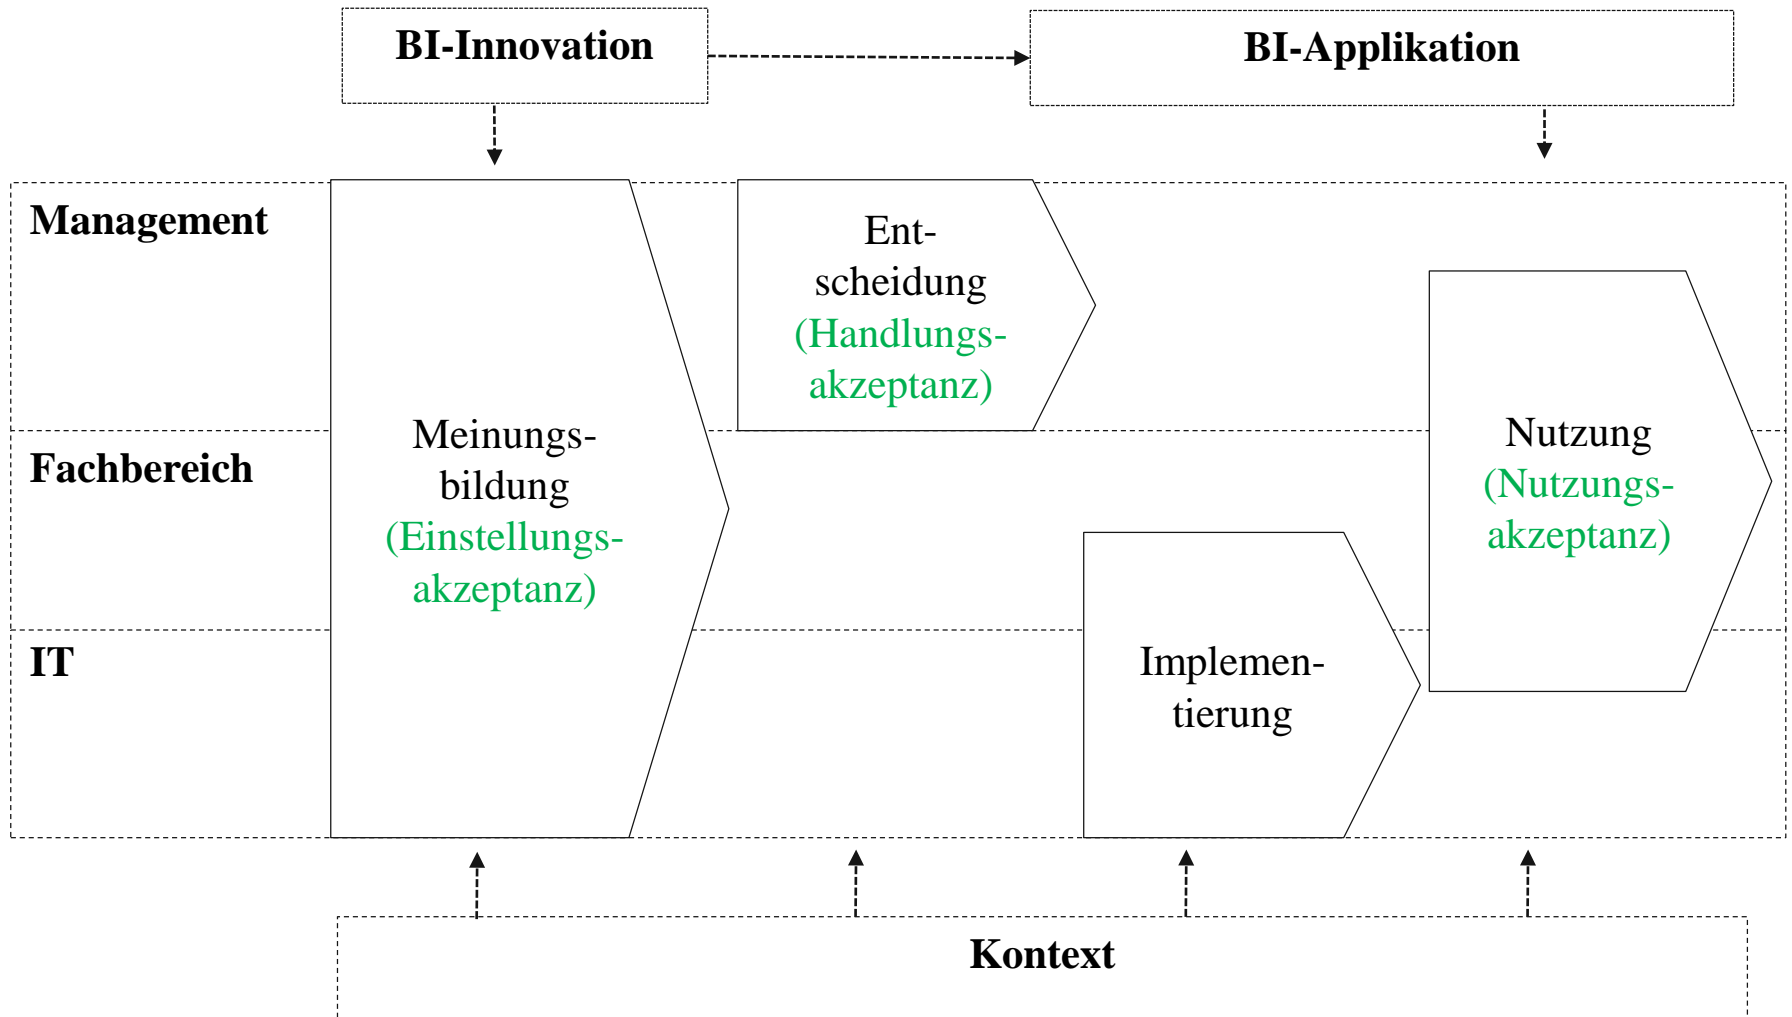 BI-Innovation
BI-Applikation
Management
Ent-
scheidung
(Handlungs-
akzeptanz)
Fachbereich
Meinungs-
bildung
(Einstellungs-
akzeptanz)
Nutzung
(Nutzungs-
akzeptanz)
IT
Implemen-
tierung
Kontext